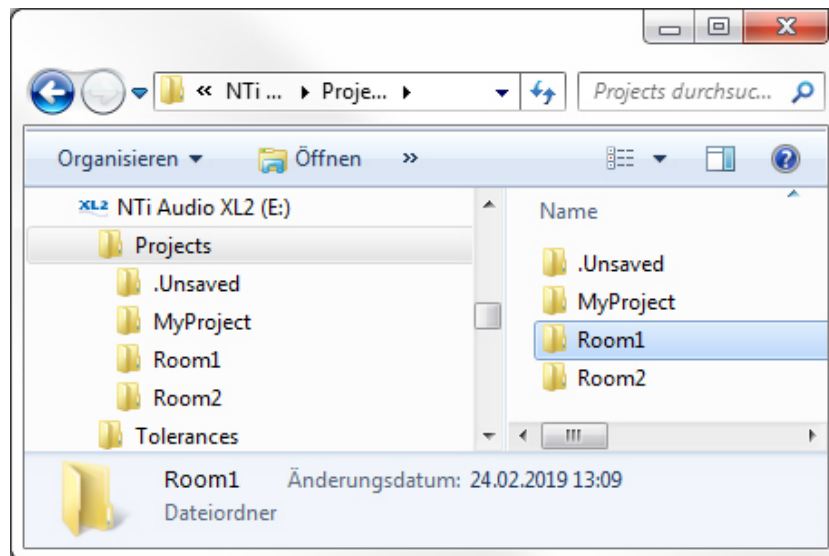 « NTi ... Proje...
Projects durchsuc...
Organisieren Öffnen »
XL2 NTi Audio XL2 (E:)
Projects
.Unsaved
MyProject
Room1
Room2
Tolerances
Name
.Unsaved
MyProject
Room1
Room2
Room1 Änderungsdatum: 24.02.2019 13:09
Dateiordner